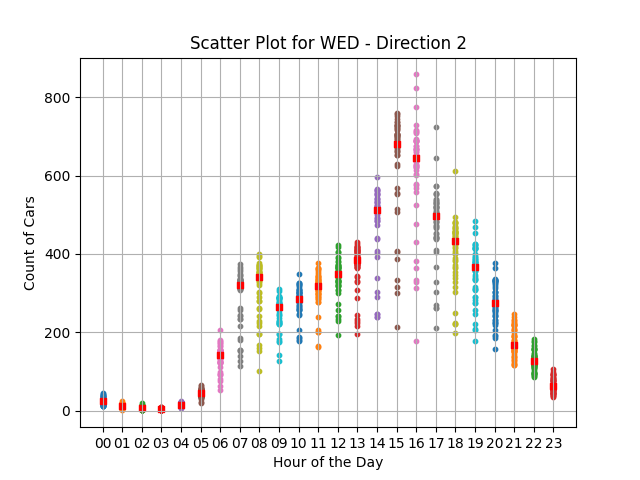 Scatter Plot for WED - Direction 2
800
600
400
200
0
Count of Cars
00 01 02 03 04 05 06 07 08 09 10 11 12 13 14 15 16 17 18 19 20 21 22 23
Hour of the Day